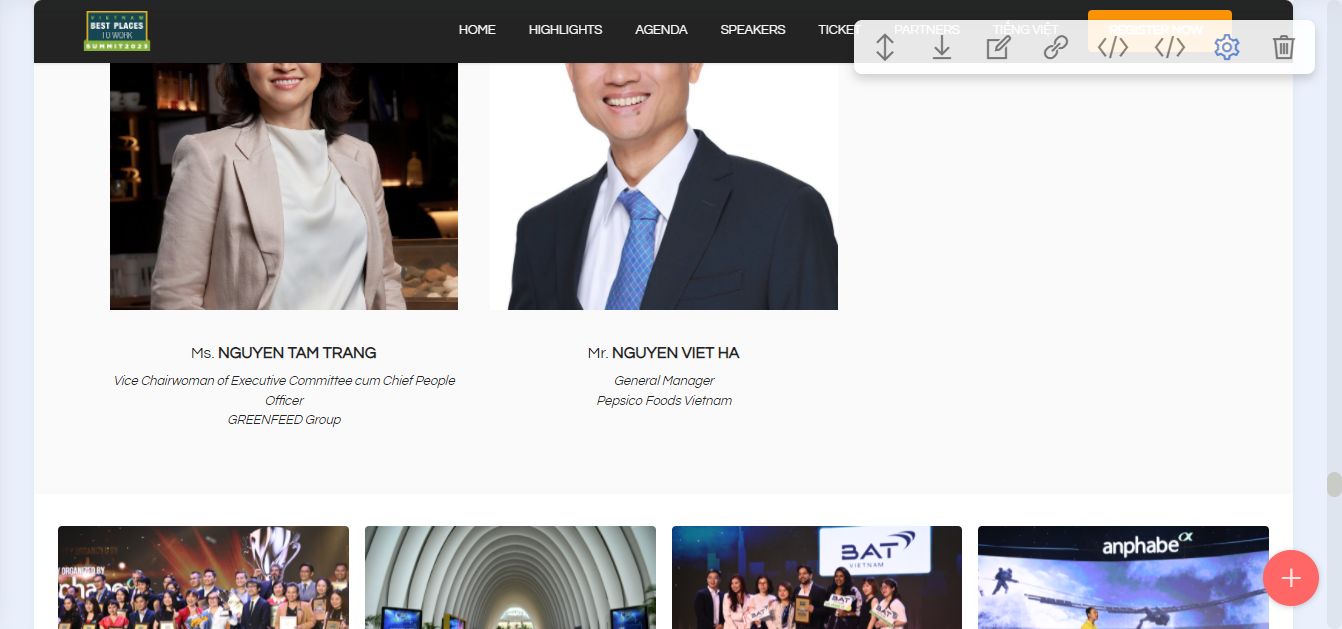 VIETNAM
BEST PLACES
TO WORK
SUMMIT2023
HOME
HIGHLIGHTS
AGENDA
SPEAKERS
TICKET
PARTNERS
TIẾNG VIỆT
REGISTER NOW
Ms. NGUYEN TAM TRANG
Vice Chairwoman of Executive Committee cum Chief People
Officer
GREENFEED Group
Mr. NGUYEN VIET HA
General Manager
Pepsico Foods Vietnam
ORGANIZED BY
BAT
VIETNAM
BAT
anphabe